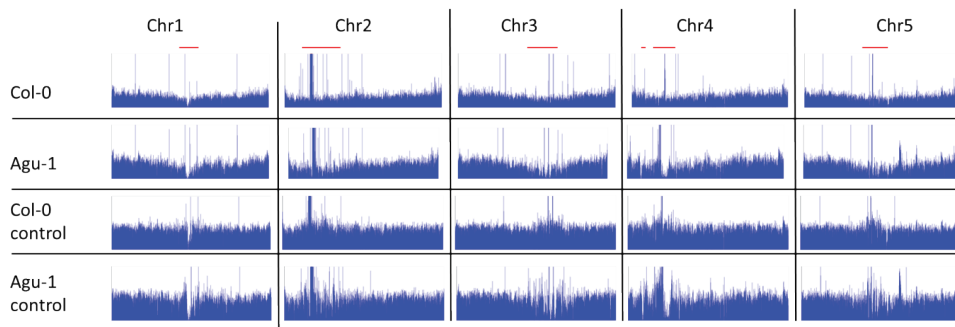 Chr1 Chr2 Chr3 Chr4 Chr5
Col-0
Agu-1
Col-0
control
Agu-1
control